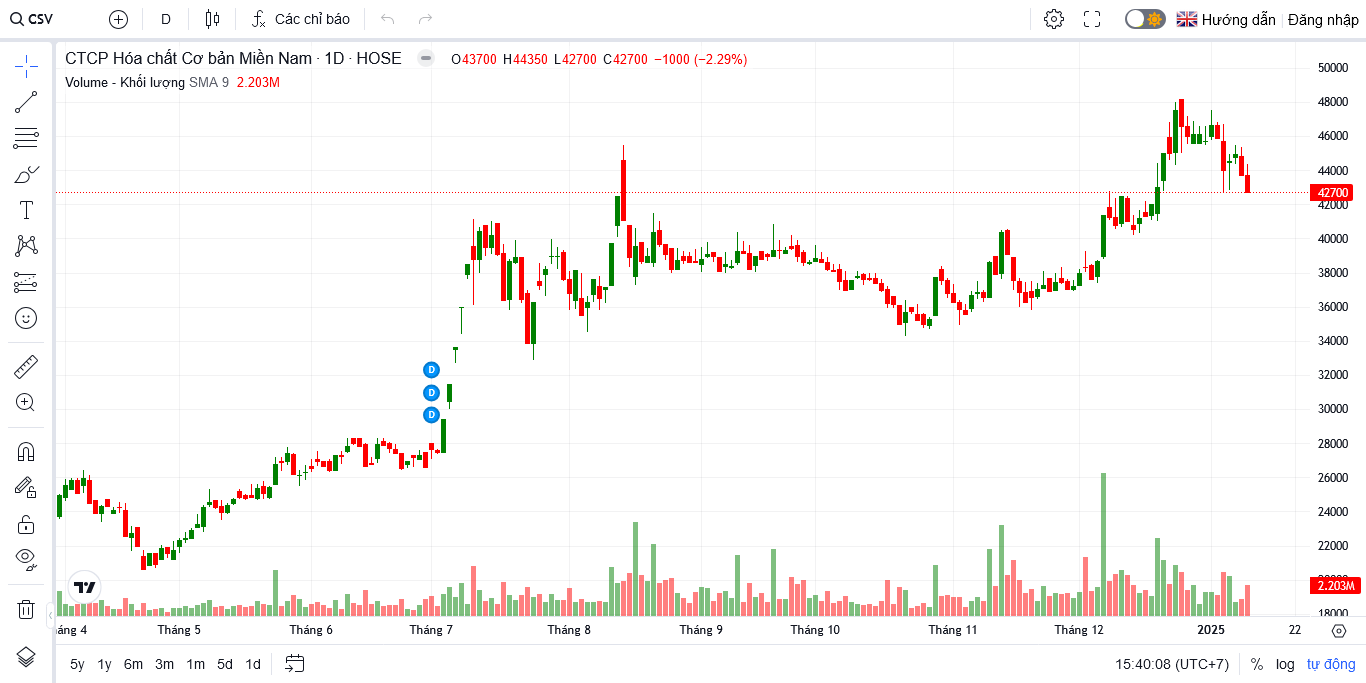 CSV D Các chỉ báo Hướng dẫn Đăng nhập
CTCP Hóa chất Cơ bản Miền Nam · 1D · HOSE O43700 H44350 L42700 C42700 −1000 (−2.29%)
Volume - Khối lượng SMA 9 2.203M
50000
48000
46000
44000
42700
42000
40000
38000
36000
34000
32000
D
D
30000
D
28000
26000
24000
22000
2.203M
18000
áng 4 Tháng 5 Tháng 6 Tháng 7 Tháng 8 Tháng 9 Tháng 10 Tháng 11 Tháng 12 2025 22
5y 1y 6m 3m 1m 5d 1d 15:40:08 (UTC+7) % log tự động